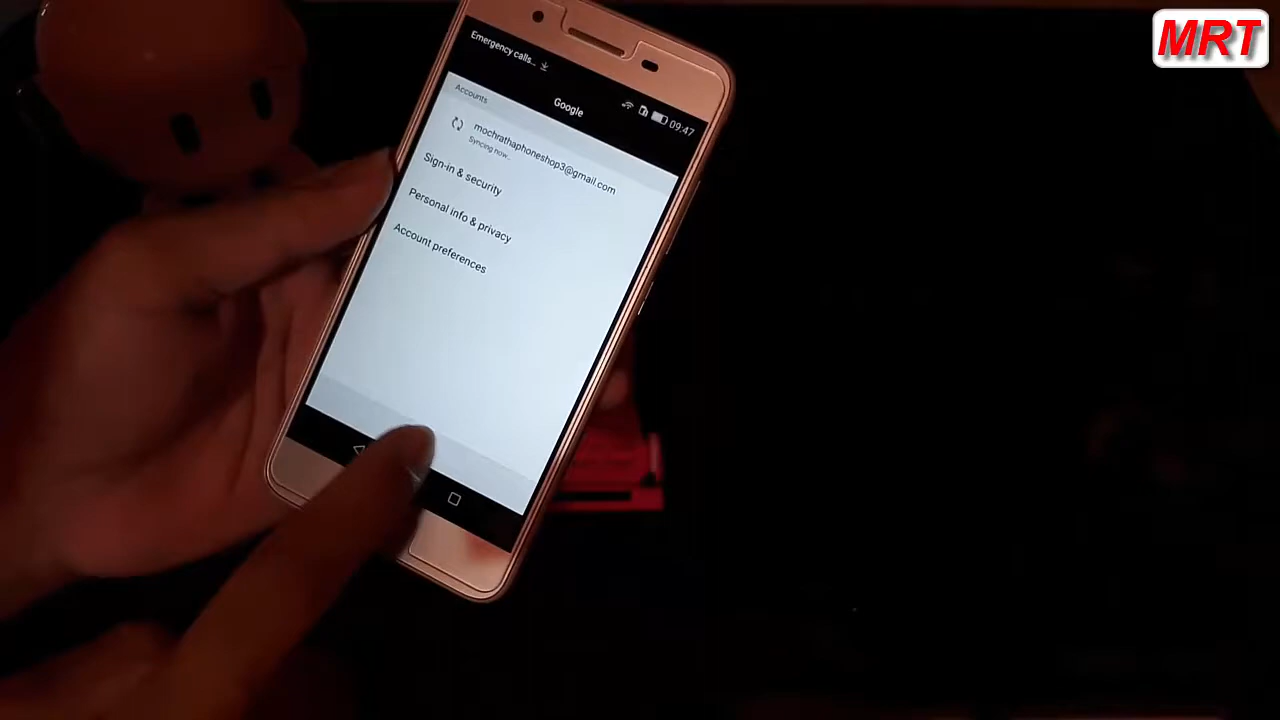 MRT
Emergency calls...
09:47
Google
Accounts
mochrathaphoneshop3@gmail.com
Syncing now...
Sign-in & security
Personal info & privacy
Account preferences